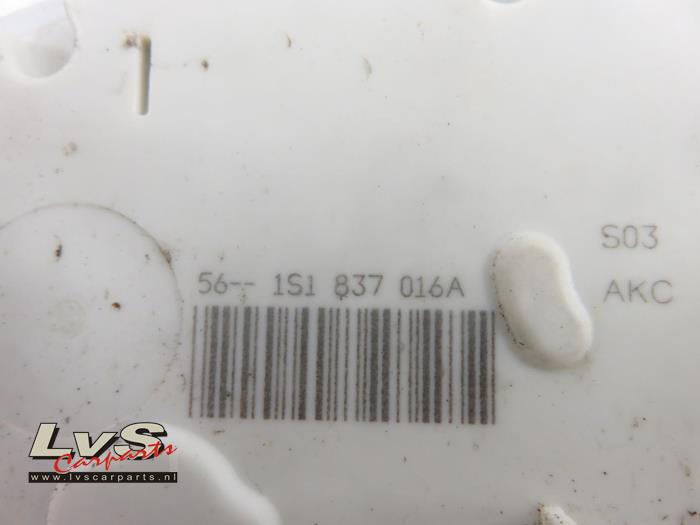 S03
56-- 1S1 837 016A
AKC
LvS
Carparts
www.lvscarparts.nl